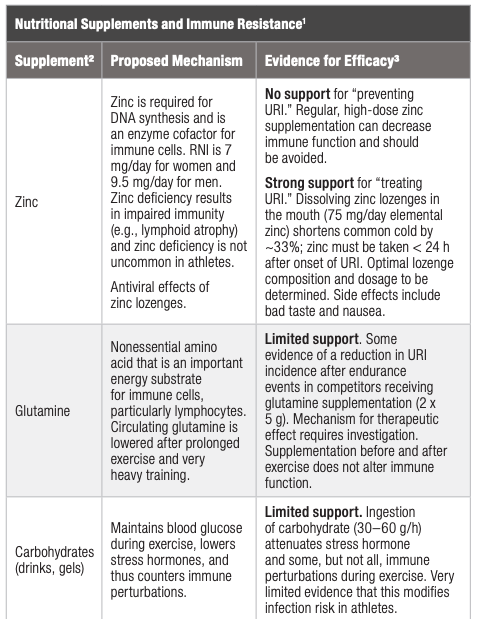 Nutritional Supplements and Immune Resistance¹
Supplement²
Proposed Mechanism
Evidence for Efficacy³
Zinc
Zinc is required for
DNA synthesis and is
an enzyme cofactor for
immune cells. RNI is 7
mg/day for women and
9.5 mg/day for men.
Zinc deficiency results
in impaired immunity
(e.g., lymphoid atrophy)
and zinc deficiency is not
uncommon in athletes.
Antiviral effects of
zinc lozenges.
No support for “preventing
URI.” Regular, high-dose zinc
supplementation can decrease
immune function and should
be avoided.
Strong support for “treating
URI.” Dissolving zinc lozenges in
the mouth (75 mg/day elemental
zinc) shortens common cold by
~33%; zinc must be taken < 24 h
after onset of URI. Optimal lozenge
composition and dosage to be
determined. Side effects include
bad taste and nausea.
Glutamine
Nonessential amino
acid that is an important
energy substrate
for immune cells,
particularly lymphocytes.
Circulating glutamine is
lowered after prolonged
exercise and very
heavy training.
Limited support. Some
evidence of a reduction in URI
incidence after endurance
events in competitors receiving
glutamine supplementation (2 x
5 g). Mechanism for therapeutic
effect requires investigation.
Supplementation before and after
exercise does not alter immune
function.
Carbohydrates
(drinks, gels)
Maintains blood glucose
during exercise, lowers
stress hormones, and
thus counters immune
perturbations.
Limited support. Ingestion
of carbohydrate (30–60 g/h)
attenuates stress hormone
and some, but not all, immune
perturbations during exercise. Very
limited evidence that this modifies
infection risk in athletes.